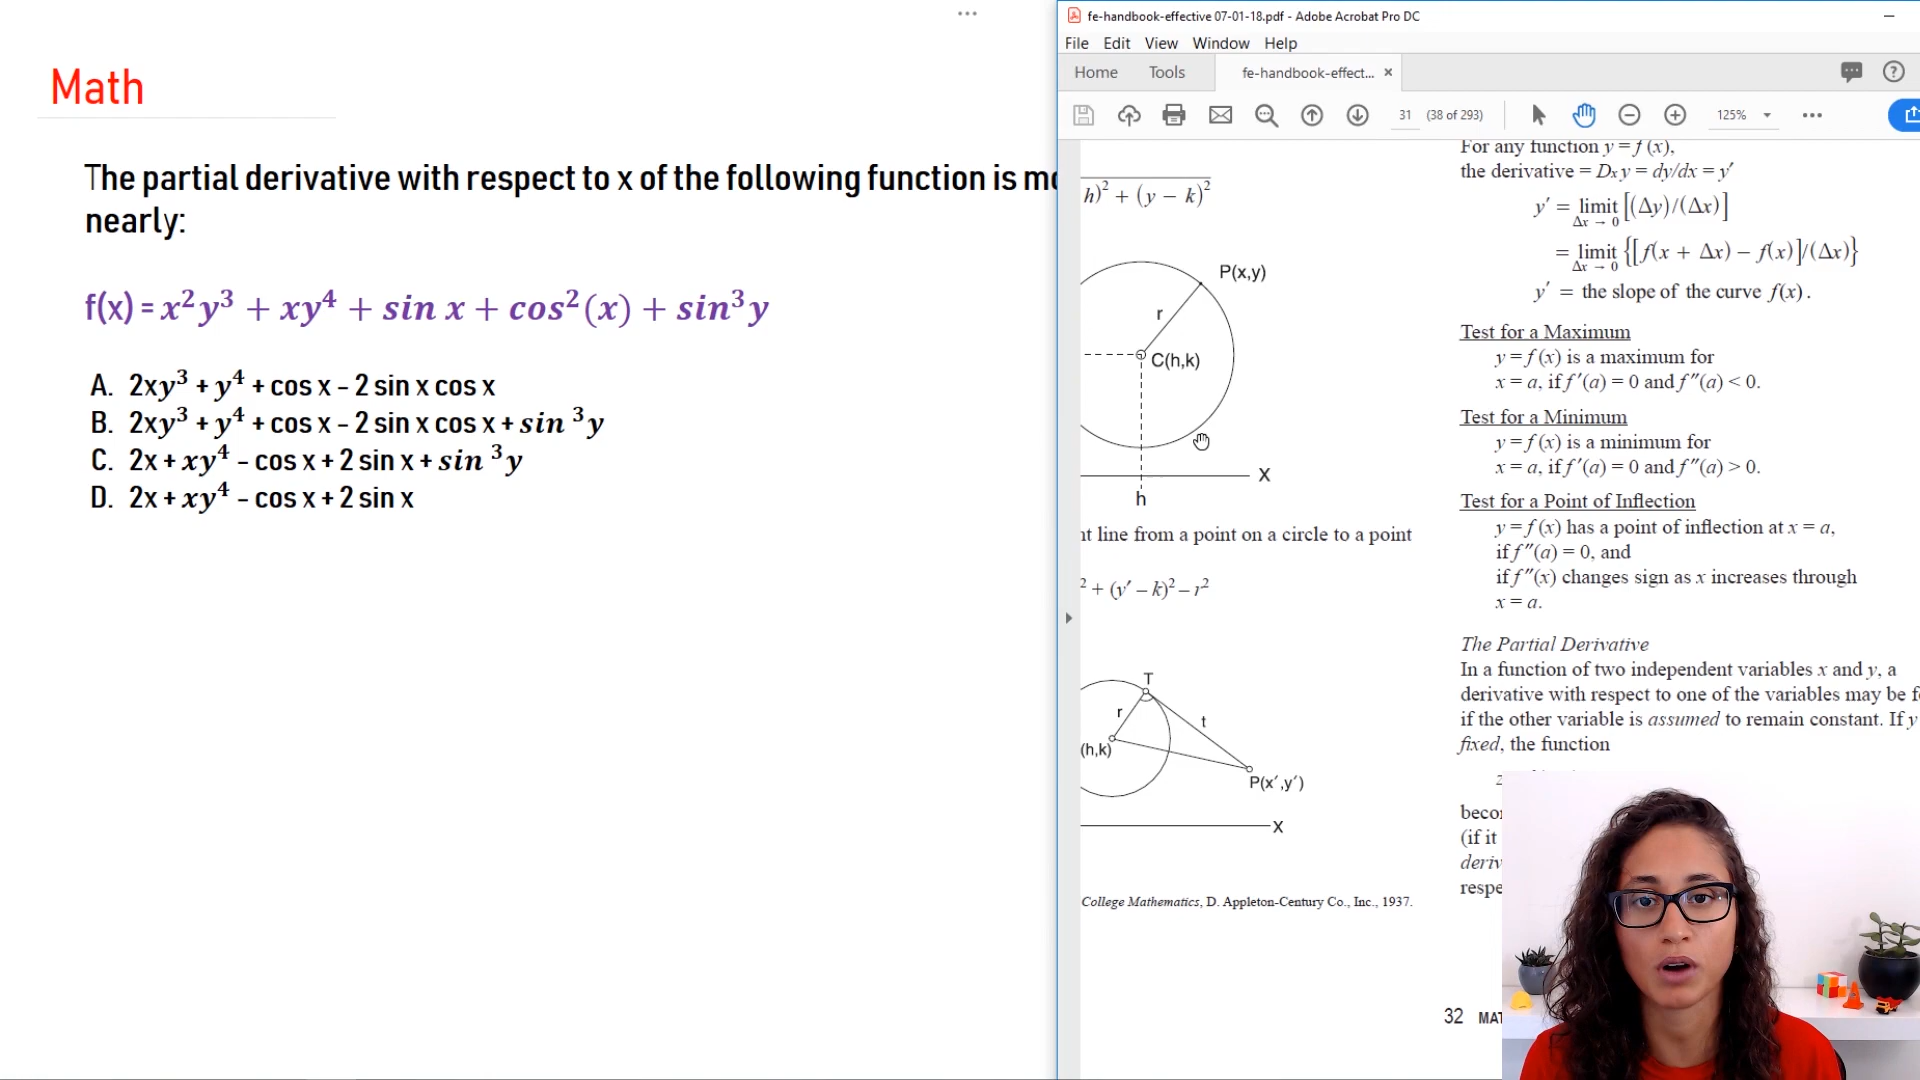 Math
The partial derivative with respect to x of the following function is
nearly:
f(x) = x²y³ + xy⁴ + sin x + cos²(x) + sin³y
A. 2xy³ + y⁴ + cos x - 2 sin x cos x
B. 2xy³ + y⁴ + cos x - 2 sin x cos x + sin ³y
C. 2x + xy⁴ - cos x + 2 sin x + sin ³y
D. 2x + xy⁴ - cos x + 2 sin x
fe-handbook-effective 07-01-18.pdf - Adobe Acrobat Pro DC
File Edit View Window Help
Home Tools fe-handbook-effect... ×
31 (38 of 293) 125%
h)² + (y – k)²
P(x,y)
r
C(h,k)
X
h
line from a point on a circle to a point
² + (y′ – k)² – r²
T
r
t
(h,k)
P(x′,y′)
X
College Mathematics, D. Appleton-Century Co., Inc., 1937.
For any function y = f (x),
the derivative = Dₓ y = dy/dx = y′
y′ = limit [(Δy)/(Δx)]
Δx → 0
= limit {[f(x + Δx) – f(x)]/(Δx)}
Δx → 0
y′ = the slope of the curve f(x).
Test for a Maximum
y = f (x) is a maximum for
x = a, if f ′(a) = 0 and f ″(a) < 0.
Test for a Minimum
y = f (x) is a minimum for
x = a, if f ′(a) = 0 and f ″(a) > 0.
Test for a Point of Inflection
y = f (x) has a point of inflection at x = a,
if f ″(a) = 0, and
if f ″(x) changes sign as x increases through
x = a.
The Partial Derivative
In a function of two independent variables x and y, a
derivative with respect to one of the variables may be
if the other variable is assumed to remain constant. If y
fixed, the function
(if it
32